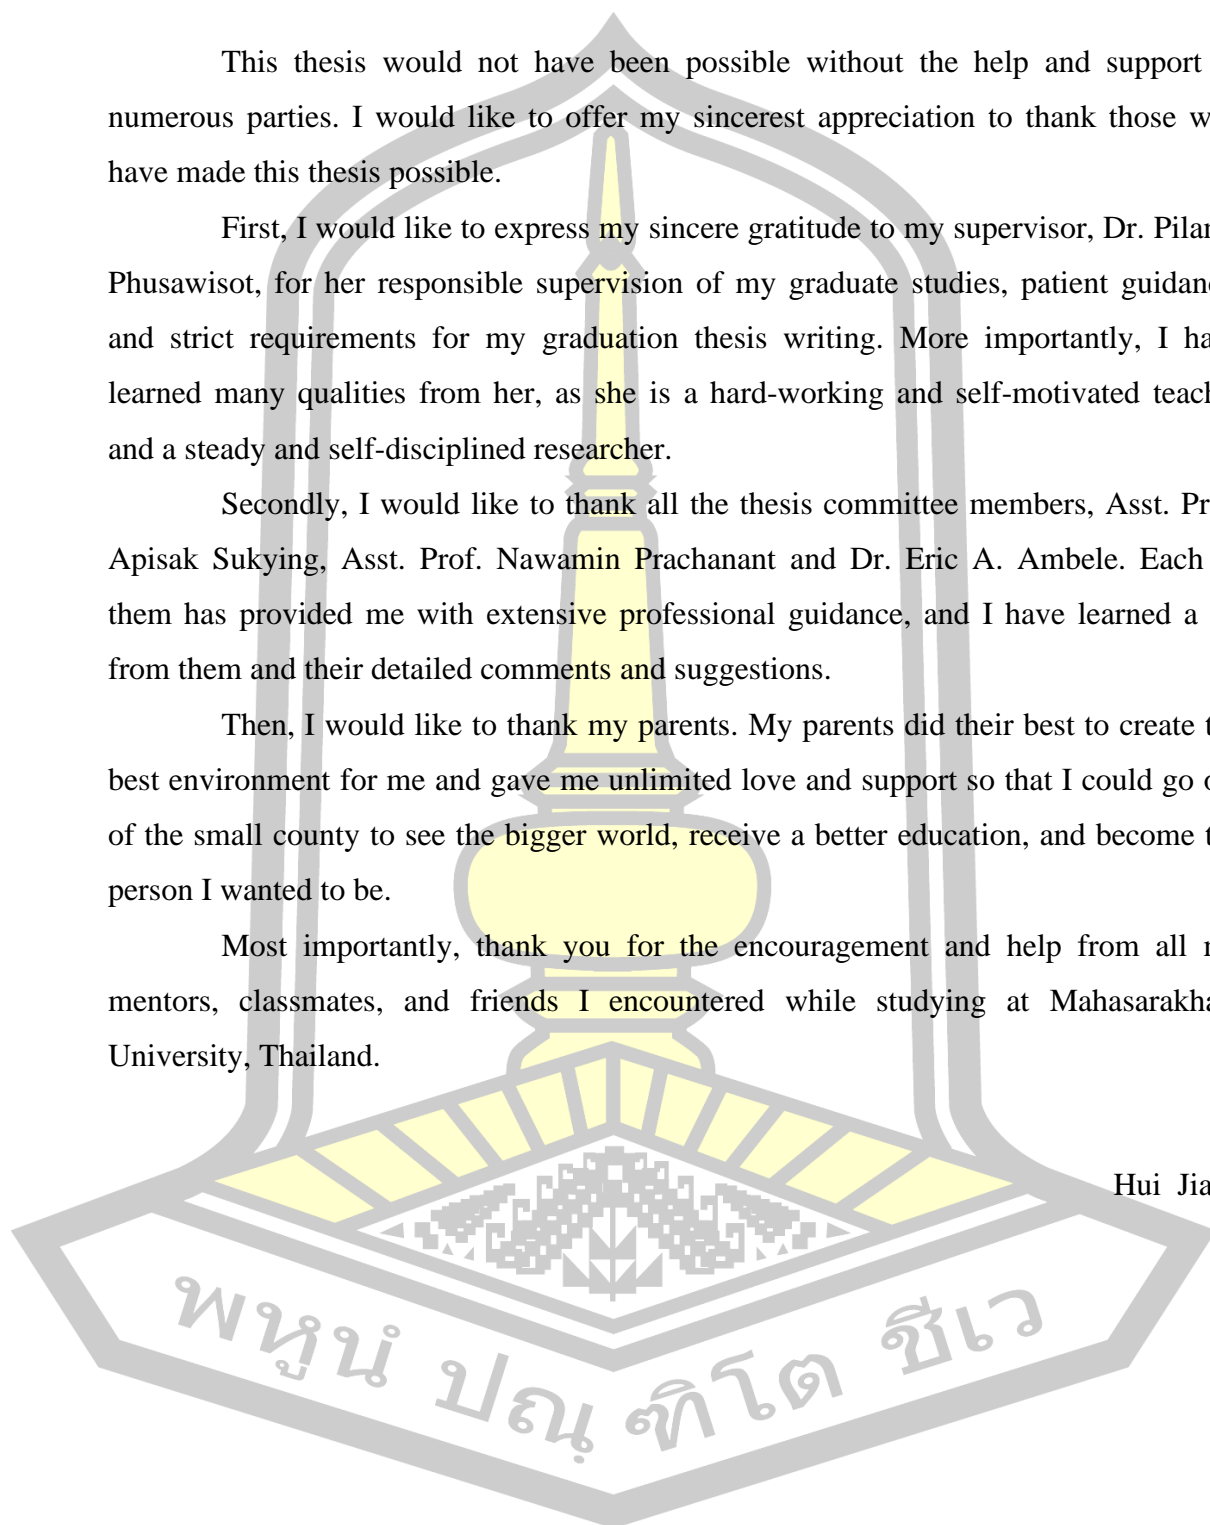 This thesis would not have been possible without the help and support
numerous parties. I would like to offer my sincerest appreciation to thank those
have made this thesis possible.
First, I would like to express my sincere gratitude to my supervisor, Dr.
Phusawisot, for her responsible supervision of my graduate studies, patient
and strict requirements for my graduation thesis writing. More importantly, I
learned many qualities from her, as she is a hard-working and self-motivated
and a steady and self-disciplined researcher.
Secondly, I would like to thank all the thesis committee members, Asst.
Apisak Sukying, Asst. Prof. Nawamin Prachanant and Dr. Eric A. Ambele. Each
them has provided me with extensive professional guidance, and I have learned a
from them and their detailed comments and suggestions.
Then, I would like to thank my parents. My parents did their best to create
best environment for me and gave me unlimited love and support so that I could go
of the small county to see the bigger world, receive a better education, and become
person I wanted to be.
Most importantly, thank you for the encouragement and help from all
mentors, classmates, and friends I encountered while studying at
University, Thailand.
Hui
พหูนํ ปณฺฑิโต ชีเว